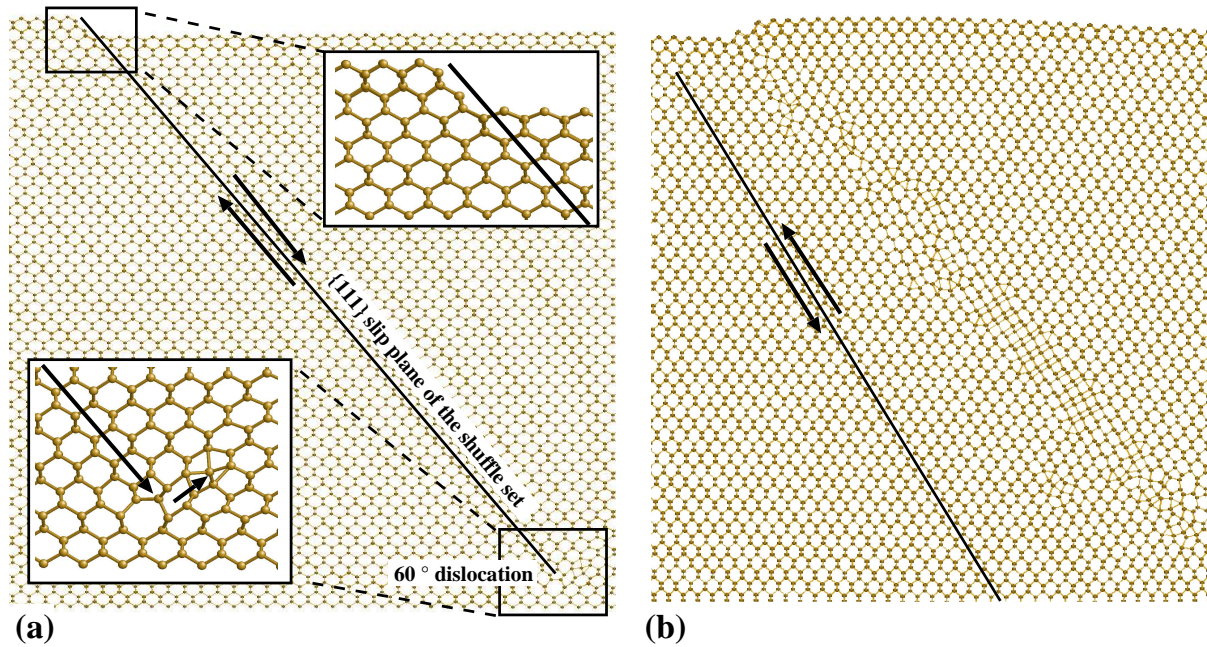 {111} slip plane of the shuffle set
60 ° dislocation
(a)
(b)